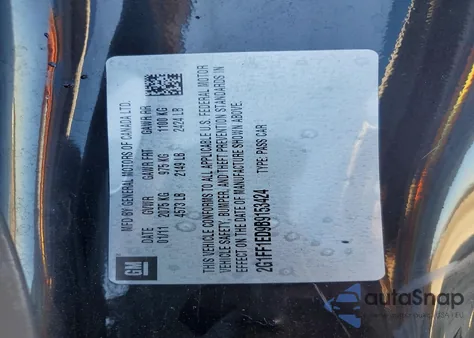 MFD BY GENERAL MOTORS OF CANADA LTD.
DATE GVWR GAWR FRT GAWR RR
01/11 2075 KG 975 KG 1100 KG
4575 LB 2149 LB 2424 LB
THIS VEHICLE CONFORMS TO ALL APPLICABLE U.S. FEDERAL MOTOR
VEHICLE SAFETY, BUMPER, AND THEFT PREVENTION STANDARDS IN
EFFECT ON THE DATE OF MANUFACTURE SHOWN ABOVE.
2G1FF1ED9B9153424 TYPE: PASS CAR
GM
autoSnap